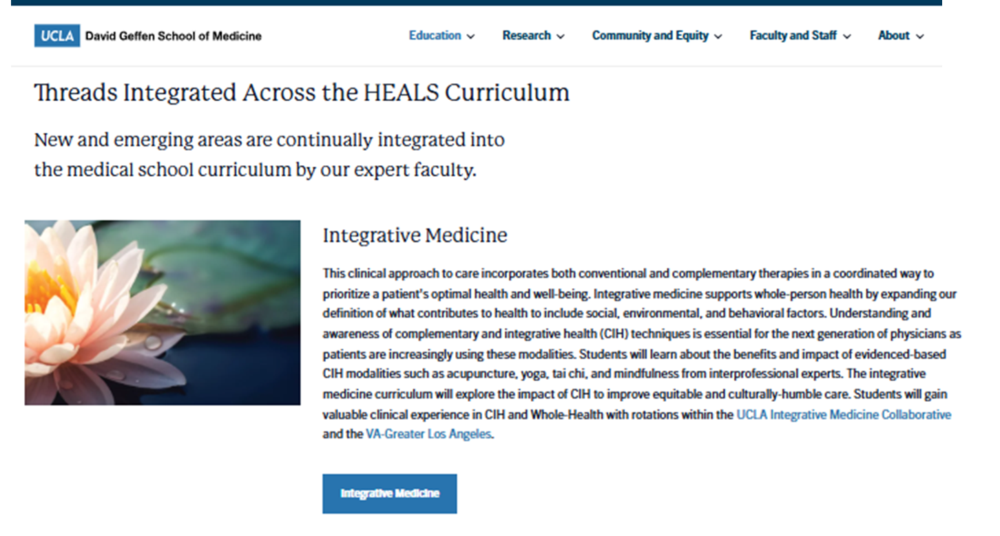 UCLA David Geffen School of Medicine
Education Research Community and Equity Faculty and Staff About
Threads Integrated Across the HEALS Curriculum
New and emerging areas are continually integrated into
the medical school curriculum by our expert faculty.
Integrative Medicine
This clinical approach to care incorporates both conventional and complementary therapies in a coordinated way to
prioritize a patient's optimal health and well-being. Integrative medicine supports whole-person health by expanding our
definition of what contributes to health to include social, environmental, and behavioral factors. Understanding and
awareness of complementary and integrative health (CIH) techniques is essential for the next generation of physicians as
patients are increasingly using these modalities. Students will learn about the benefits and impact of evidenced-based
CIH modalities such as acupuncture, yoga, tai chi, and mindfulness from interprofessional experts. The integrative
medicine curriculum will explore the impact of CIH to improve equitable and culturally-humble care. Students will gain
valuable clinical experience in CIH and Whole-Health with rotations within the UCLA Integrative Medicine Collaborative
and the VA-Greater Los Angeles.
Integrative Medicine